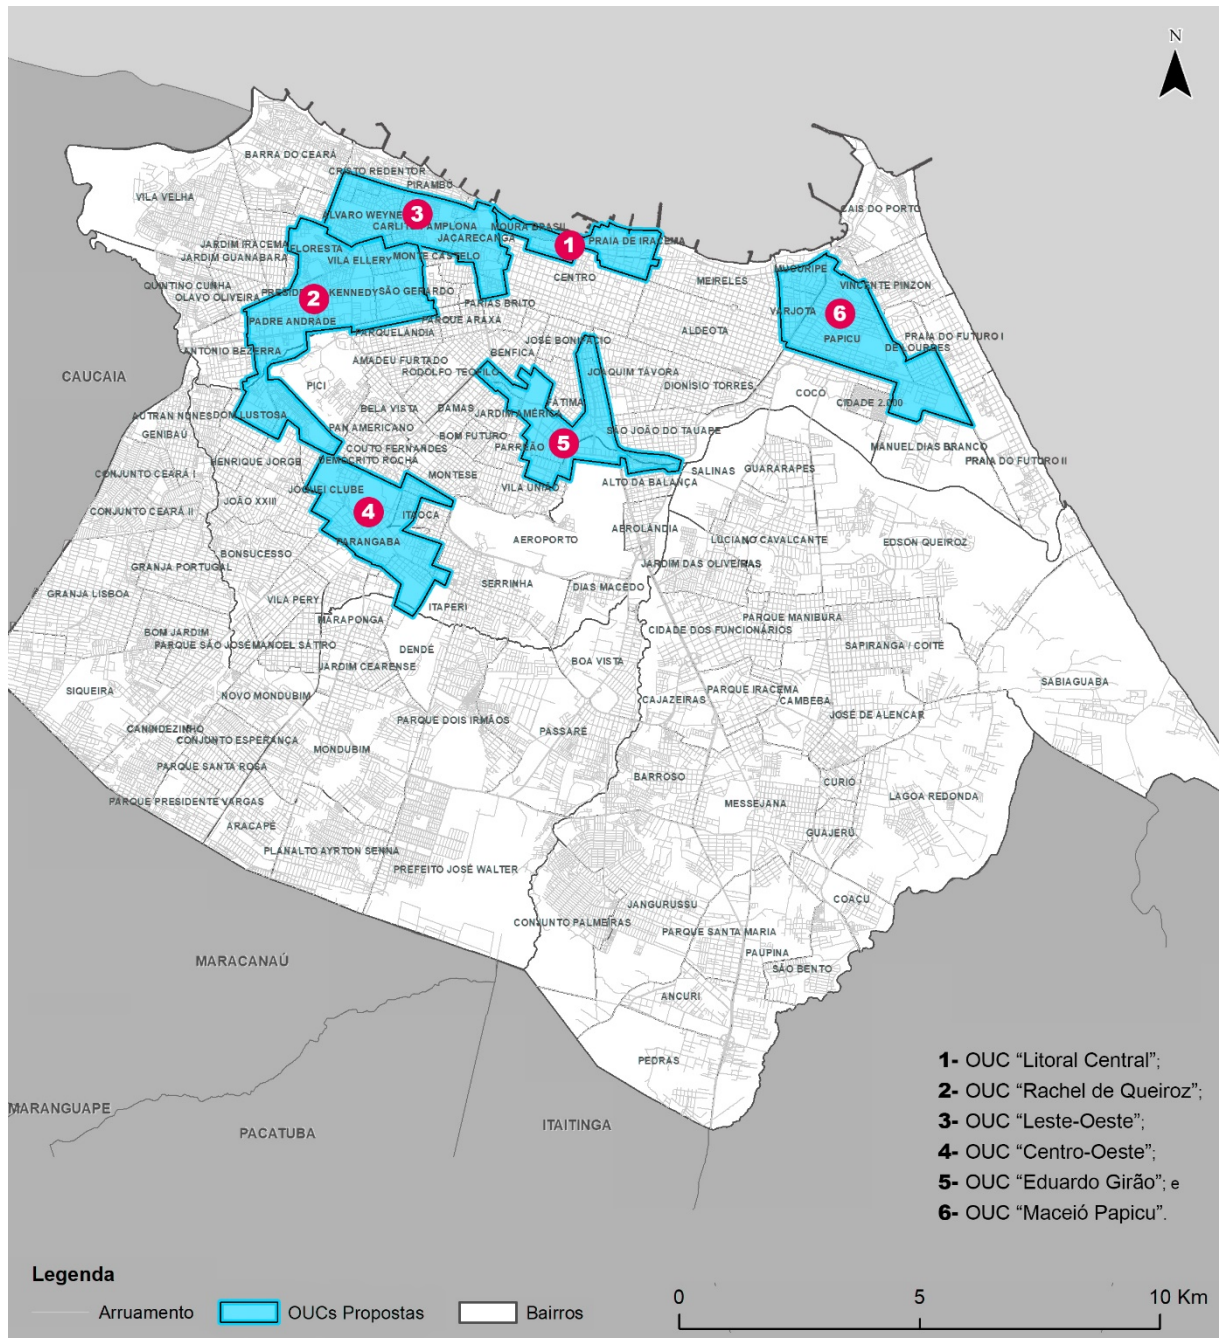 N
BARRA DO CEARÁ
CRISTO REDENTOR
PIRAMBÚ
VILA VELHA
ÁLVARO WEYNE
3
CARLITO PAMPLONA
JACARECANGA
MOURA BRASIL
1
PRAIA DE IRACEMA
CAIS DO PORTO
JARDIM IRACEMA
FLORESTA
JARDIM GUANABARA
VILA ELLERY
MONTE CASTELO
CENTRO
MEIRELES
MUCURIPE
VINCENTE PINZON
QUINTINO CUNHA
OLAVO OLIVEIRA
PRESIDENTE KENNEDY
2
SÃO GERARDO
FARIAS BRITO
VARJOTA
6
PAPICU
PADRE ANDRADE
PARQUE ARAXA
PARQUELÂNDIA
ALDEOTA
PRAIA DO FUTURO I
DE LOURDES
ANTÔNIO BEZERRA
JOSÉ BONIFÁCIO
BENFICA
AMADEU FURTADO
RODOLFO TEÓFILO
JOAQUIM TÁVORA
DIONÍSIO TORRES
CAUCAIA
PICI
COCÓ
CIDADE 2.000
AUTRAN NUNES
DOM LUSTOSA
BELA VISTA
DAMAS
JARDIM AMÉRICA
FÁTIMA
GENIBAÚ
PAN AMERICANO
BOM FUTURO
PARREÃO
5
SÃO JOÃO DO TAUAPE
MANUEL DIAS BRANCO
PRAIA DO FUTURO II
HENRIQUE JORGE
COUTO FERNANDES
DEMÓCRITO ROCHA
MONTESE
VILA UNIÃO
SALINAS
GUARARAPES
ALTO DA BALANÇA
CONJUNTO CEARÁ I
JÓQUEI CLUBE
JOÃO XXIII
CONJUNTO CEARÁ II
4
ITAOCA
AEROLÂNDIA
PARANGABA
AEROPORTO
LUCIANO CAVALCANTE
EDSON QUEIROZ
BONSUCESSO
GRANJA PORTUGAL
JARDIM DAS OLIVEIRAS
GRANJA LISBOA
SERRINHA
DIAS MACEDO
VILA PERY
ITAPERI
MARAPONGA
PARQUE MANIBURA
BOM JARDIM
PARQUE SÃO JOSÉ
MANOEL SÁTIRO
CIDADE DOS FUNCIONÁRIOS
SAPIRANGA / COITÉ
DENDÊ
BOA VISTA
JARDIM CEARENSE
SIQUEIRA
NOVO MONDUBIM
CAJAZEIRAS
PARQUE IRACEMA
CAMBEBA
SABIAGUABA
PARQUE DOIS IRMÃOS
JOSÉ DE ALENCAR
CANINDEZINHO
CONJUNTO ESPERANÇA
MONDUBIM
PASSARÉ
PARQUE SANTA ROSA
BARROSO
CURIO
LAGOA REDONDA
PARQUE PRESIDENTE VARGAS
MESSEJANA
ARACAPÉ
GUAJERÚ
PLANALTO AYRTON SENNA
PREFEITO JOSÉ WALTER
COAÇU
JANGURUSSU
CONJUNTO PALMEIRAS
PARQUE SANTA MARIA
PAUPINA
SÃO BENTO
MARACANAÚ
ANCURI
PEDRAS
MARANGUAPE
PACATUBA
ITAITINGA
1- OUC “Litoral Central”;
2- OUC “Rachel de Queiroz”;
3- OUC “Leste-Oeste”;
4- OUC “Centro-Oeste”;
5- OUC “Eduardo Girão”; e
6- OUC “Maceió Papicu”.
Legenda
Arruamento OUCs Propostas Bairros
0 5 10 Km